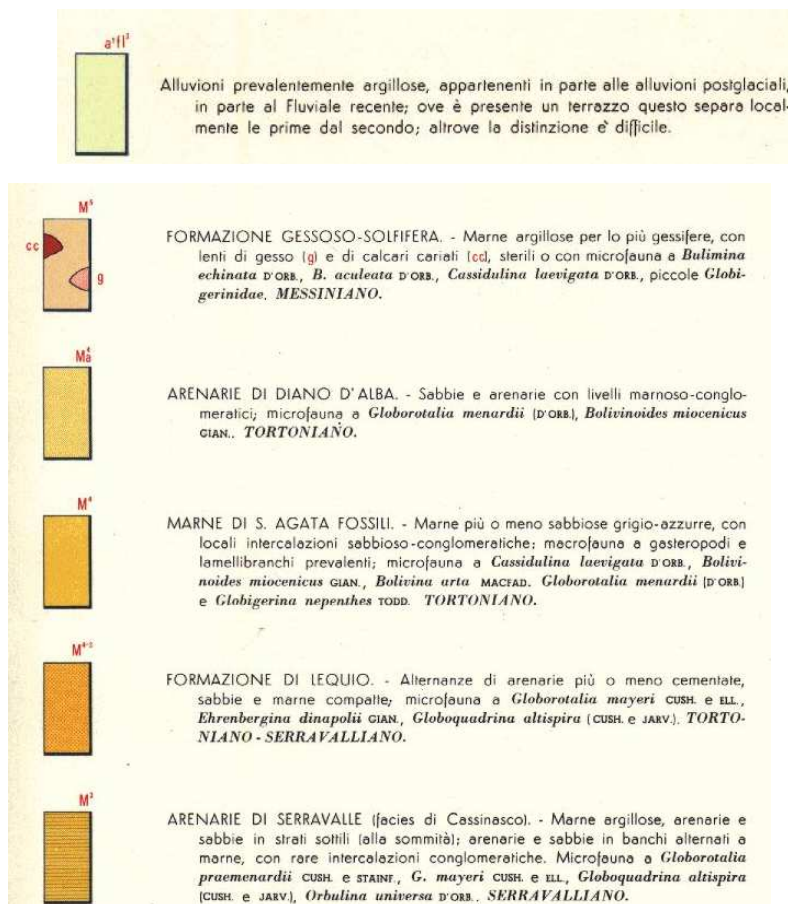 a¹fl³
Alluvioni prevalentemente argillose, appartenenti in parte alle alluvioni postglaciali,
in parte al Fluviale recente; ove è presente un terrazzo questo separa local-
mente le prime dal secondo; altrove la distinzione e' difficile.
M⁵
cc
g
FORMAZIONE GESSOSO-SOLFIFERA. - Marne argillose per lo più gessifere, con
lenti di gesso (g) e di calcari cariati (cc), sterili o con microfauna a Bulimina
echinata D'ORB., B. aculeata D'ORB., Cassidulina laevigata D'ORB., piccole Globi-
gerinidae. MESSINIANO.
ARENARIE DI DIANO D'ALBA. - Sabbie e arenarie con livelli marnoso-conglo-
meratici; microfauna a Globorotalia menardii (D'ORB.), Bolivinoides miocenicus
GIAN.. TORTONIANO.
M⁴
MARNE DI S. AGATA FOSSILI. - Marne più o meno sabbiose grigio-azzurre, con
locali intercalazioni sabbioso-conglomeratiche; macrofauna a gasteropodi e
lamellibranchi prevalenti; microfauna a Cassidulina laevigata D'ORB., Bolivi-
noides miocenicus GIAN., Bolivina arta MACFAD. Globorotalia menardii (D'ORB.)
e Globigerina nepenthes TODD. TORTONIANO.
M⁴⁻³
FORMAZIONE DI LEQUIO. - Alternanze di arenarie più o meno cementate,
sabbie e marne compatte; microfauna a Globorotalia mayeri CUSH. e ELL.,
Ehrenbergina dinapolii GIAN., Globoquadrina altispira (CUSH. e JARV.). TORTO-
NIANO - SERRAVALLIANO.
M³
ARENARIE DI SERRAVALLE (facies di Cassinasco). - Marne argillose, arenarie e
sabbie in strati sottili (alla sommità); arenarie e sabbie in banchi alternati a
marne, con rare intercalazioni conglomeratiche. Microfauna a Globorotalia
praemenardii CUSH. e STAINF., G. mayeri CUSH. e ELL., Globoquadrina altispira
(CUSH. e JARV.), Orbulina universa D'ORB.. SERRAVALLIANO.